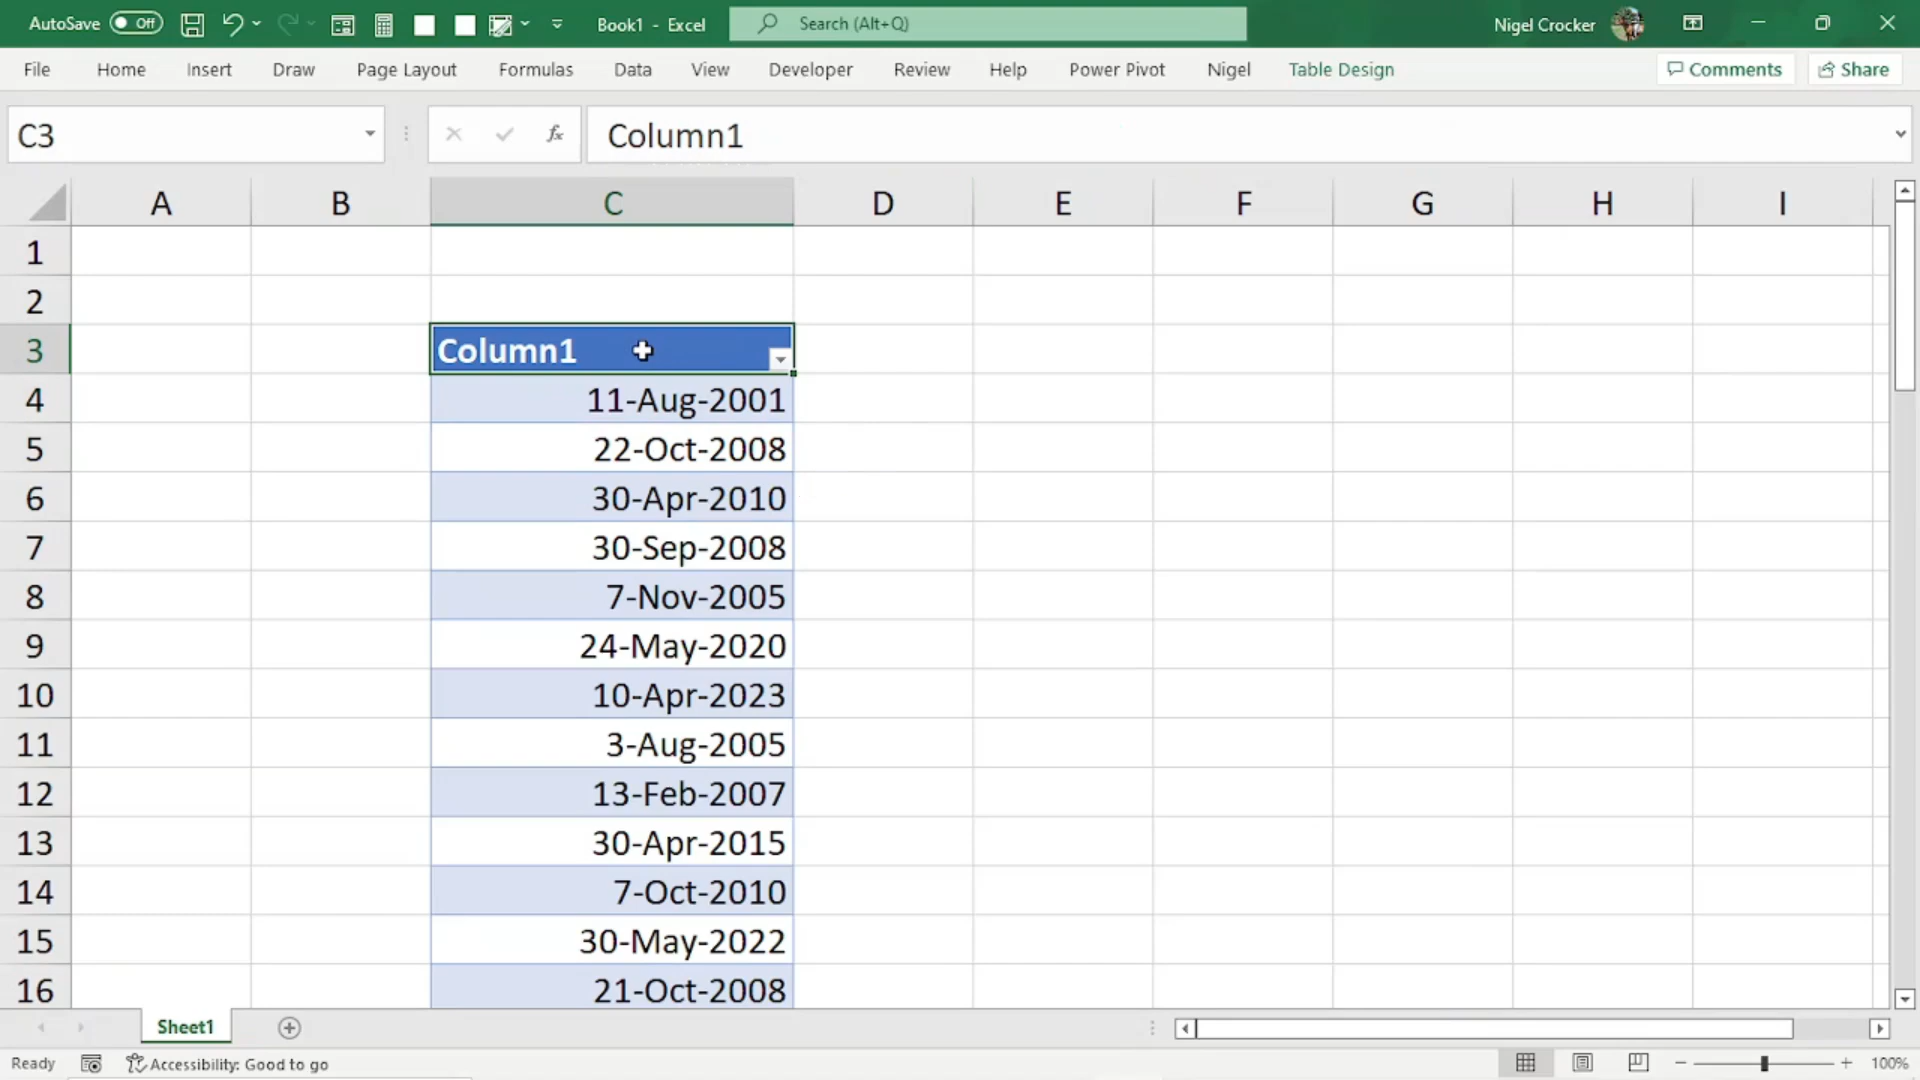 AutoSave Off Book1 - Excel Search (Alt+Q) Nigel Crocker
File Home Insert Draw Page Layout Formulas Data View Developer Review Help Power Pivot Nigel Table Design Comments Share
C3 fx Column1
A B C D E F G H I
1
2
3 Column1
4 11-Aug-2001
5 22-Oct-2008
6 30-Apr-2010
7 30-Sep-2008
8 7-Nov-2005
9 24-May-2020
10 10-Apr-2023
11 3-Aug-2005
12 13-Feb-2007
13 30-Apr-2015
14 7-Oct-2010
15 30-May-2022
16 21-Oct-2008
Sheet1
Ready Accessibility: Good to go 100%